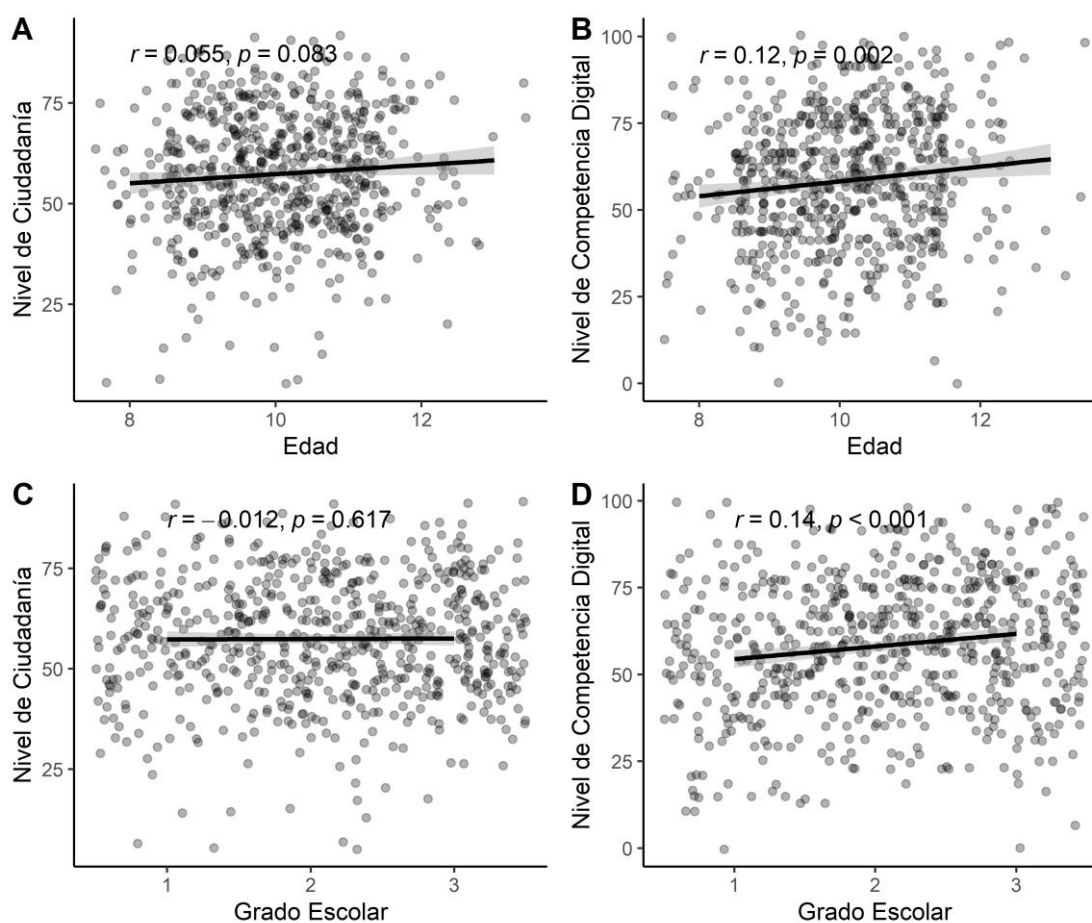 A
r = 0.055, p = 0.083
Nivel de Ciudadanía
75
50
25
8
10
12
Edad
B
r = 0.12, p = 0.002
Nivel de Competencia Digital
100
75
50
25
0
8
10
12
Edad
C
r = −0.012, p = 0.617
Nivel de Ciudadanía
75
50
25
1
2
3
Grado Escolar
D
r = 0.14, p < 0.001
Nivel de Competencia Digital
100
75
50
25
0
1
2
3
Grado Escolar